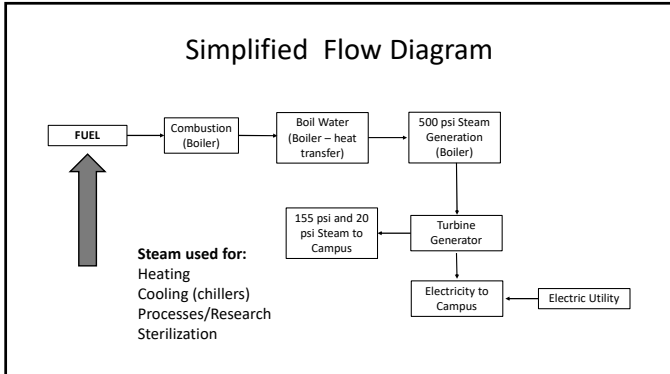 Simplified Flow Diagram
FUEL
Combustion
(Boiler)
Boil Water
(Boiler – heat
transfer)
500 psi Steam
Generation
(Boiler)
155 psi and 20
psi Steam to
Campus
Turbine
Generator
Steam used for:
Heating
Cooling (chillers)
Processes/Research
Sterilization
Electricity to
Campus
Electric Utility